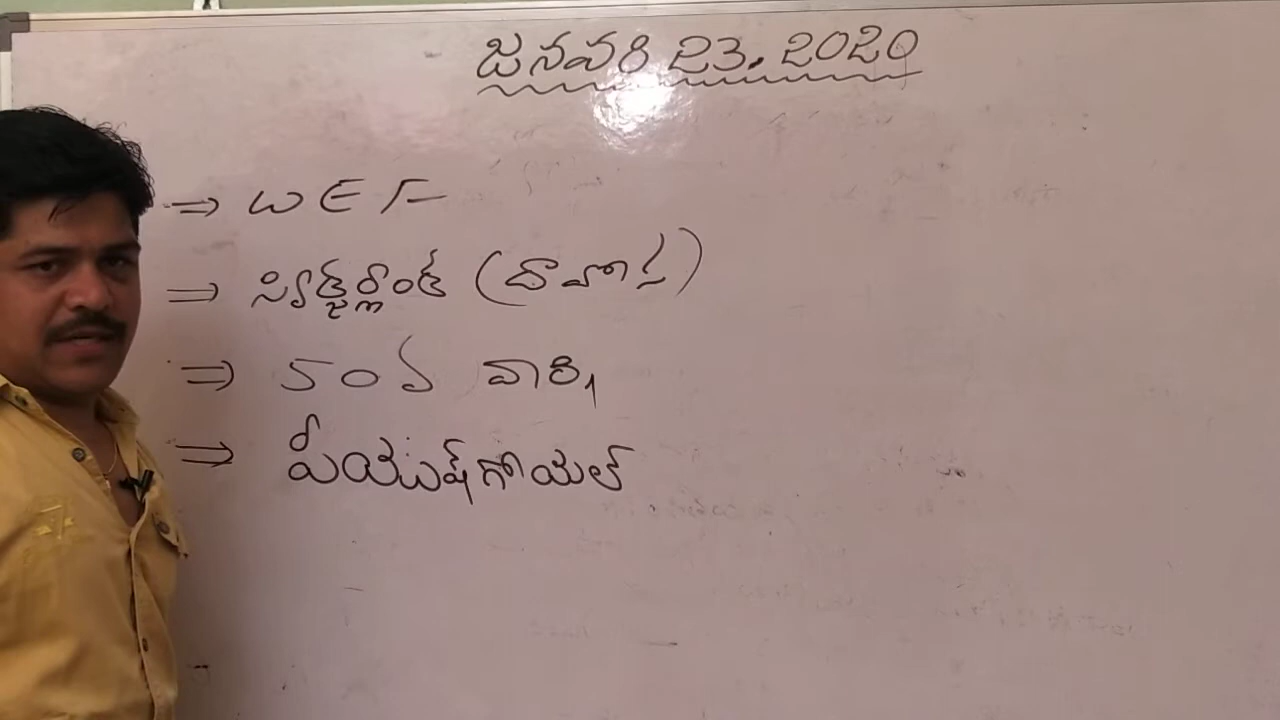 జనవరి 23, 2020
⇒ WEF
⇒ స్విట్జర్లాండ్ (దావోస్)
⇒ 50వ వారి,
⇒ పీయూష్ గోయల్